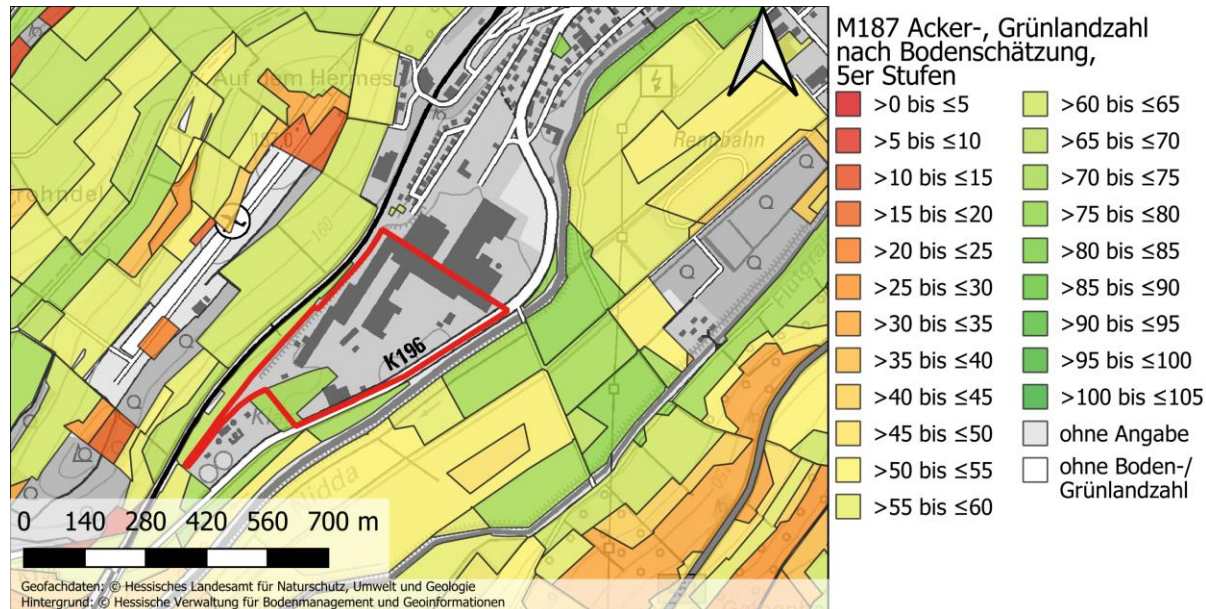 M187 Acker-, Grünlandzahl
nach Bodenschätzung,
5er Stufen
>0 bis ≤5
>5 bis ≤10
>10 bis ≤15
>15 bis ≤20
>20 bis ≤25
>25 bis ≤30
>30 bis ≤35
>35 bis ≤40
>40 bis ≤45
>45 bis ≤50
>50 bis ≤55
>55 bis ≤60
>60 bis ≤65
>65 bis ≤70
>70 bis ≤75
>75 bis ≤80
>80 bis ≤85
>85 bis ≤90
>90 bis ≤95
>95 bis ≤100
>100 bis ≤105
ohne Angabe
ohne Boden-/
Grünlandzahl
Auf dem Hermes
Rennbahn
160
K196
Nidda
0 140 280 420 560 700 m
Geofachdaten: © Hessisches Landesamt für Naturschutz, Umwelt und Geologie
Hintergrund: © Hessische Verwaltung für Bodenmanagement und Geoinformationen